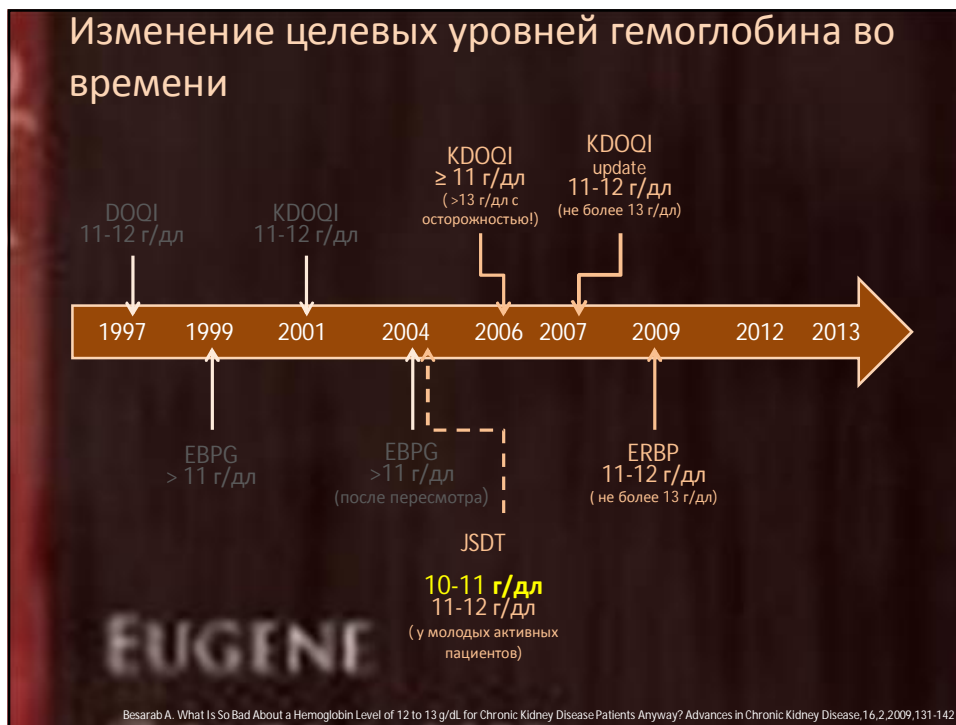 Изменение целевых уровней гемоглобина во
времени
KDOQI
≥ 11 г/дл
( >13 г/дл с
осторожностью!)
KDOQI
update
11-12 г/дл
(не более 13 г/дл)
DOQI
11-12 г/дл
KDOQI
11-12 г/дл
1997 1999 2001 2004 2006 2007 2009 2012 2013
EBPG
> 11 г/дл
EBPG
>11 г/дл
(после пересмотра)
ERBP
11-12 г/дл
( не более 13 г/дл)
JSDT
10-11 г/дл
11-12 г/дл
( у молодых активных
пациентов)
EUGENE
Besarab A. What Is So Bad About a Hemoglobin Level of 12 to 13 g/dL for Chronic Kidney Disease Patients Anyway? Advances in Chronic Kidney Disease,16,2,2009,131-142